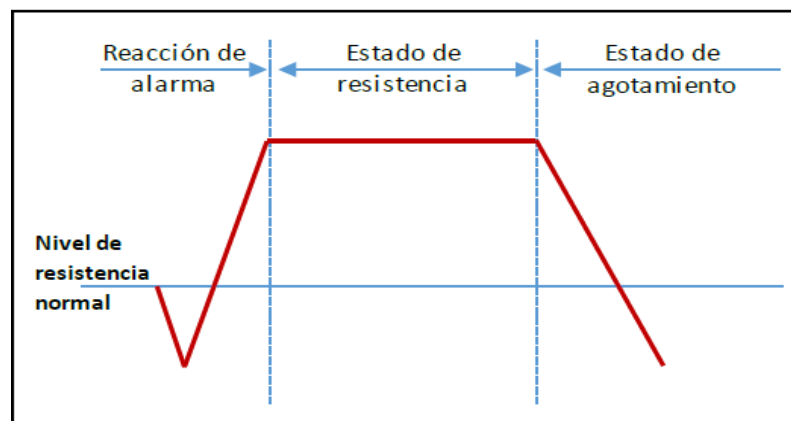 Reacción de
alarma
Estado de
resistencia
Estado de
agotamiento
Nivel de
resistencia
normal